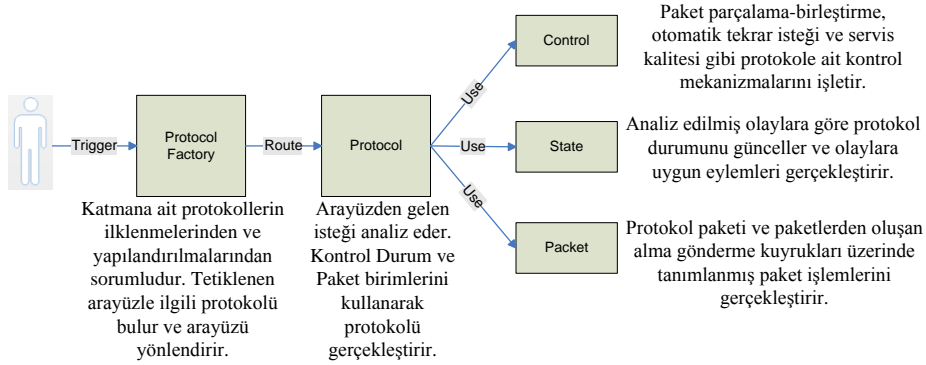 Control
Paket parçalama-birleştirme,
otomatik tekrar isteği ve servis
kalitesi gibi protokole ait kontrol
mekanizmalarını işletir.
Use
Trigger
Protocol
Factory
Route
Protocol
Use
State
Analiz edilmiş olaylara göre protokol
durumunu günceller ve olaylara
uygun eylemleri gerçekleştirir.
Use
Packet
Protokol paketi ve paketlerden oluşan
alma gönderme kuyrukları üzerinde
tanımlanmış paket işlemlerini
gerçekleştirir.
Katmana ait protokollerin
ilklenmelerinden ve
yapılandırılmalarından
sorumludur. Tetiklenen
arayüzle ilgili protokolü
bulur ve arayüzü
yönlendirir.
Arayüzden gelen
isteği analiz eder.
Kontrol Durum ve
Paket birimlerini
kullanarak
protokolü
gerçekleştirir.